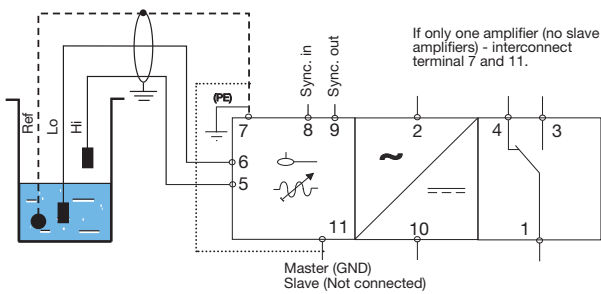 If only one amplifier (no slave
amplifiers) - interconnect
terminal 7 and 11.
Sync. in
Sync. out
(PE)
Ref
Lo
Hi
7
8
9
2
4
3
6
5
~
11
10
1
Master (GND)
Slave (Not connected)